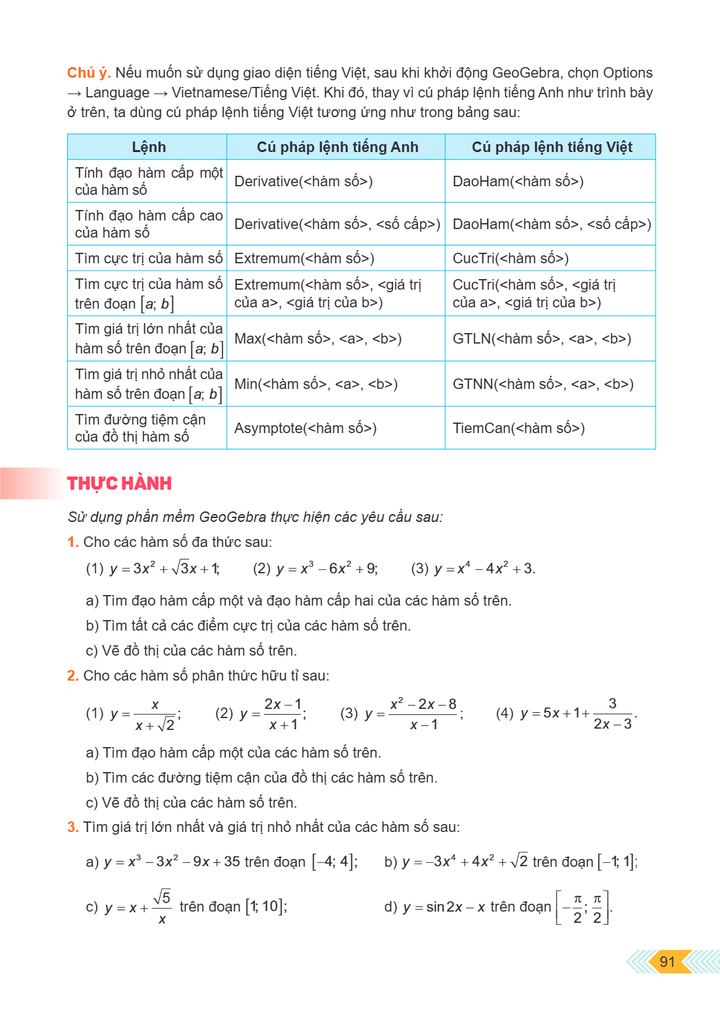 Chú ý. Nếu muốn sử dụng giao diện tiếng Việt, sau khi khởi động GeoGebra, chọn Options
→ Language → Vietnamese/Tiếng Việt. Khi đó, thay vì cú pháp lệnh tiếng Anh như trình bày
ở trên, ta dùng cú pháp lệnh tiếng Việt tương ứng như trong bảng sau:
Lệnh Cú pháp lệnh tiếng Anh Cú pháp lệnh tiếng Việt
Tính đạo hàm cấp một
của hàm số
Derivative(<hàm số>)
DaoHam(<hàm số>)
Tính đạo hàm cấp cao
của hàm số
Derivative(<hàm số>, <số cấp>)
DaoHam(<hàm số>, <số cấp>)
Tìm cực trị của hàm số
Extremum(<hàm số>)
CucTri(<hàm số>)
Tìm cực trị của hàm số
trên đoạn [a; b]
Extremum(<hàm số>, <giá trị
của a>, <giá trị của b>)
CucTri(<hàm số>, <giá trị
của a>, <giá trị của b>)
Tìm giá trị lớn nhất của
hàm số trên đoạn [a; b]
Max(<hàm số>, <a>, <b>)
GTLN(<hàm số>, <a>, <b>)
Tìm giá trị nhỏ nhất của
hàm số trên đoạn [a; b]
Min(<hàm số>, <a>, <b>)
GTNN(<hàm số>, <a>, <b>)
Tìm đường tiệm cận
của đồ thị hàm số
Asymptote(<hàm số>)
TiemCan(<hàm số>)
THỰC HÀNH
Sử dụng phần mềm GeoGebra thực hiện các yêu cầu sau:
1. Cho các hàm số đa thức sau:
(1) y = 3x² + √3x + 1; (2) y = x³ − 6x² + 9; (3) y = x⁴ − 4x² + 3.
a) Tìm đạo hàm cấp một và đạo hàm cấp hai của các hàm số trên.
b) Tìm tất cả các điểm cực trị của các hàm số trên.
c) Vẽ đồ thị của các hàm số trên.
2. Cho các hàm số phân thức hữu tỉ sau:
(1) y = x/(x + √2); (2) y = (2x − 1)/(x + 1); (3) y = (x² − 2x − 8)/(x − 1); (4) y = 5x + 1 + 3/(2x − 3).
a) Tìm đạo hàm cấp một của các hàm số trên.
b) Tìm các đường tiệm cận của đồ thị các hàm số trên.
c) Vẽ đồ thị của các hàm số trên.
3. Tìm giá trị lớn nhất và giá trị nhỏ nhất của các hàm số sau:
a) y = x³ − 3x² − 9x + 35 trên đoạn [−4; 4]; b) y = −3x⁴ + 4x² + √2 trên đoạn [−1; 1];
c) y = x + √5/x trên đoạn [1; 10]; d) y = sin2x − x trên đoạn [−π/2; π/2].
91